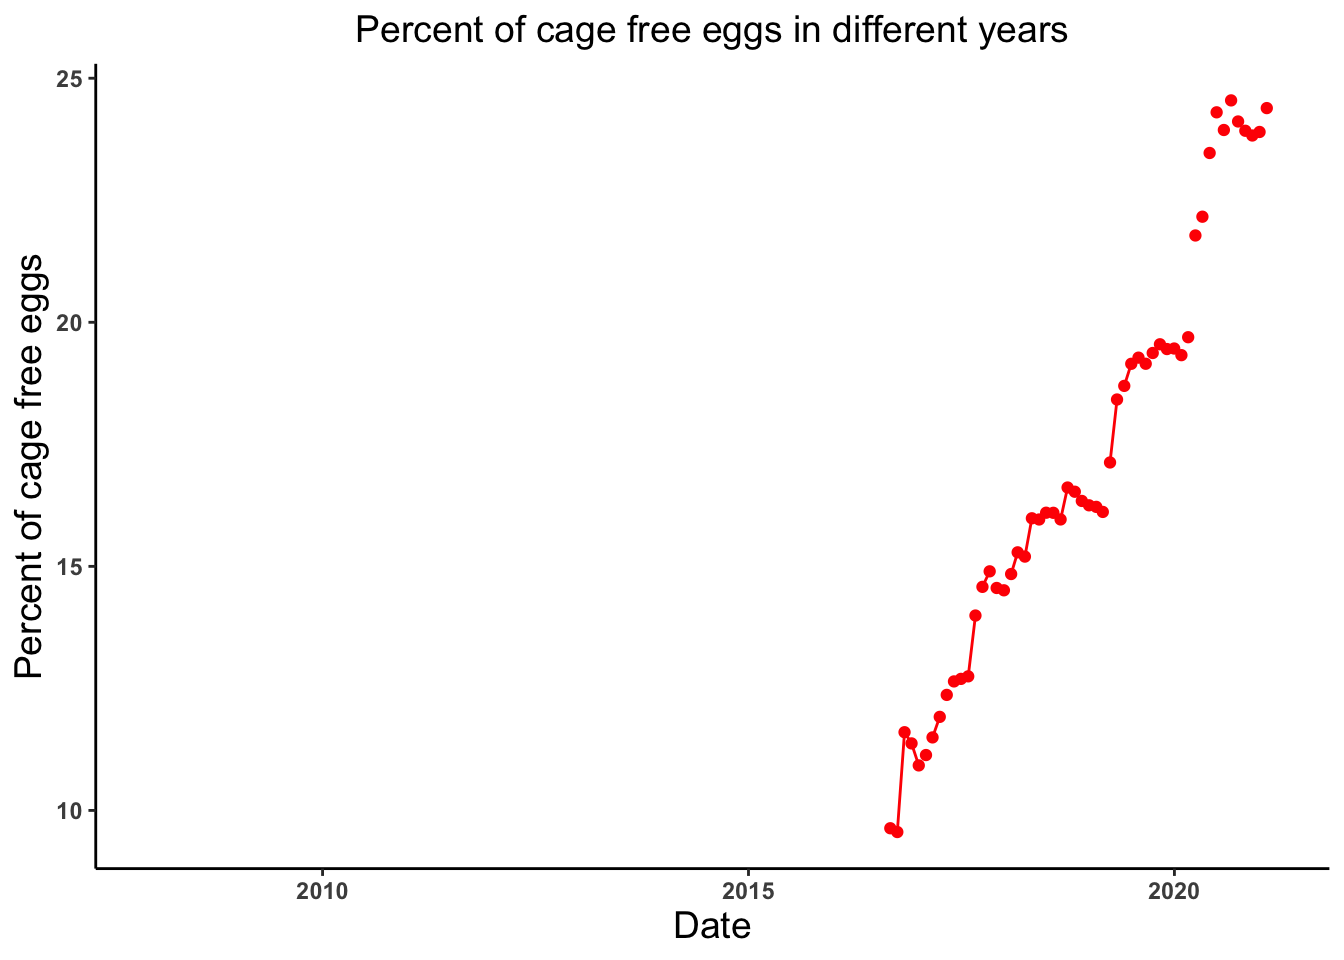 Percent of cage free eggs in different years
Percent of cage free eggs
25
20
15
10
2010
2015
2020
Date